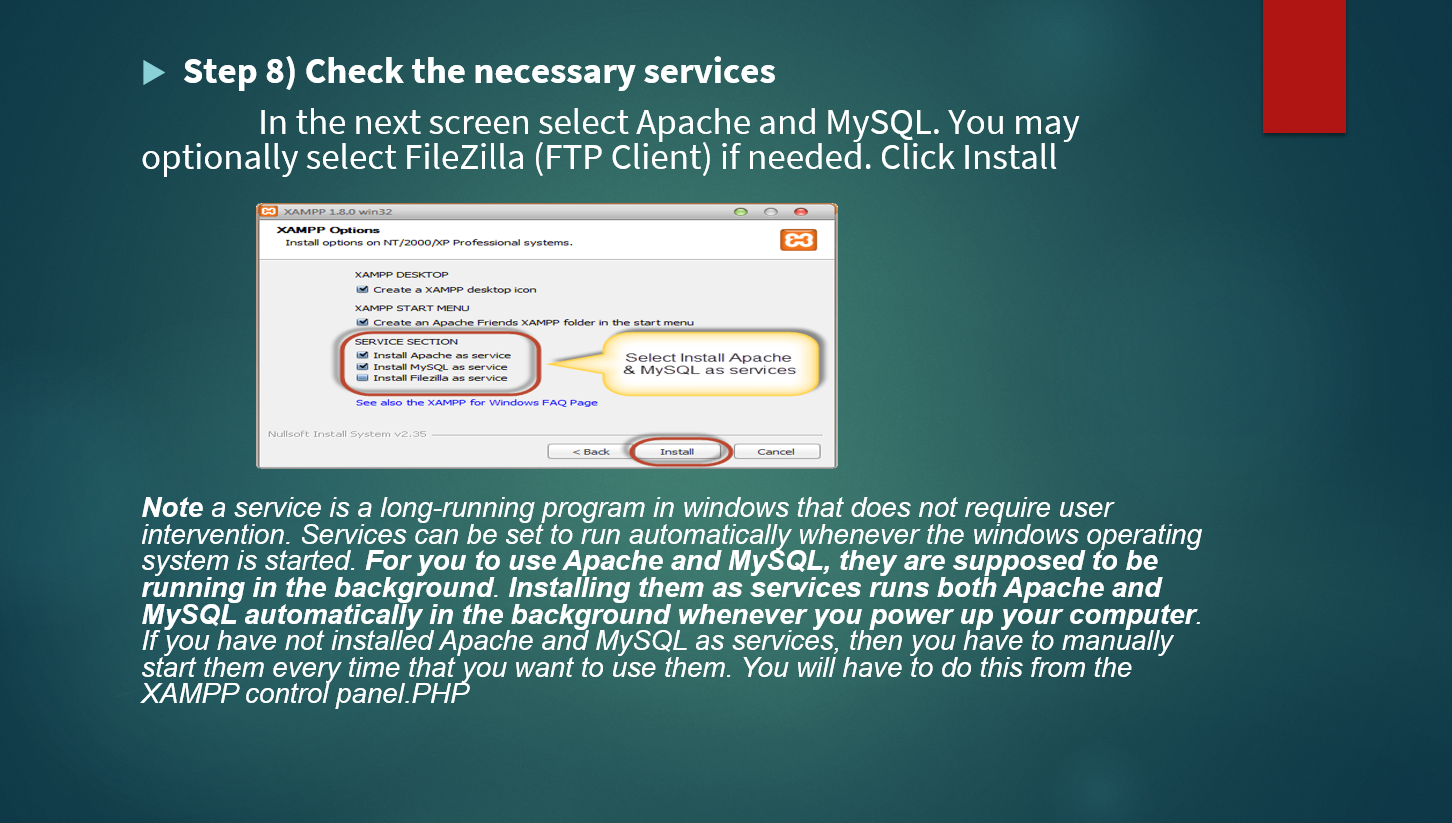 Step 8) Check the necessary services
In the next screen select Apache and MySQL. You may
optionally select FileZilla (FTP Client) if needed. Click Install
XAMPP 1.8.0 win32
XAMPP Options
Install options on NT/2000/XP Professional systems.
XAMPP DESKTOP
Create a XAMPP desktop icon
XAMPP START MENU
Create an Apache Friends XAMPP folder in the start menu
SERVICE SECTION
Install Apache as service
Install MySQL as service
Install Filezilla as service
Select Install Apache
& MySQL as services
See also the XAMPP for Windows FAQ Page
Nullsoft Install System v2.35
< Back Install Cancel
Note a service is a long-running program in windows that does not require user
intervention. Services can be set to run automatically whenever the windows operating
system is started. For you to use Apache and MySQL, they are supposed to be
running in the background. Installing them as services runs both Apache and
MySQL automatically in the background whenever you power up your computer.
If you have not installed Apache and MySQL as services, then you have to manually
start them every time that you want to use them. You will have to do this from the
XAMPP control panel.PHP